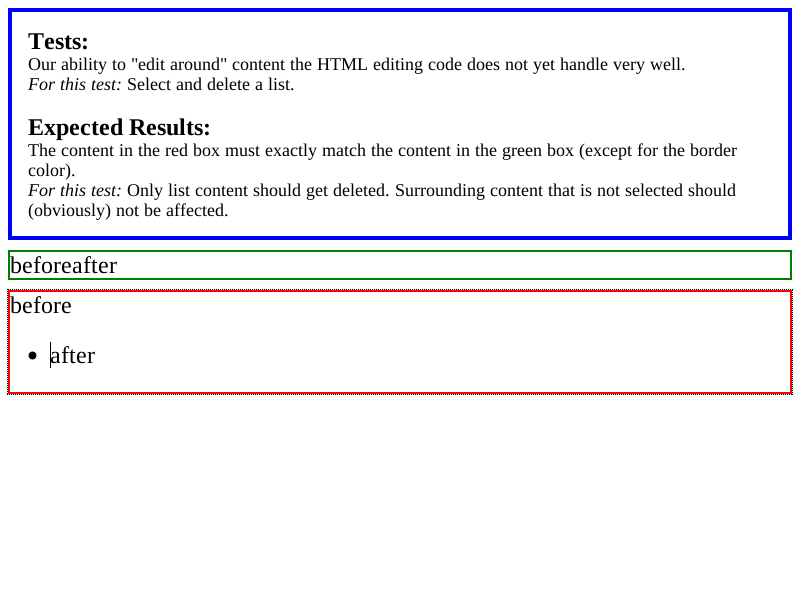 Tests:
Our ability to "edit around" content the HTML editing code does not yet handle very well.
For this test: Select and delete a list.
Expected Results:
The content in the red box must exactly match the content in the green box (except for the border
color).
For this test: Only list content should get deleted. Surrounding content that is not selected should
(obviously) not be affected.
beforeafter
before
• after